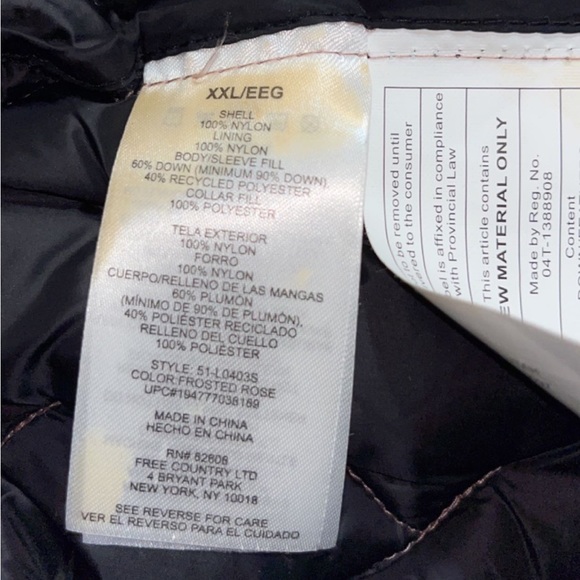 XXL/EEG
SHELL
100% NYLON
LINING
100% NYLON
BODY/SLEEVE FILL
60% DOWN (MINIMUM 90% DOWN)
40% RECYCLED POLYESTER
COLLAR FILL
100% POLYESTER
TELA EXTERIOR
100% NYLON
FORRO
100% NYLON
CUERPO/RELLENO DE LAS MANGAS
60% PLUMÓN
(MÍNIMO DE 90% DE PLUMÓN)
40% POLIÉSTER RECICLADO
RELLENO DEL CUELLO
100% POLIÉSTER
STYLE: 51-L0403S
COLOR:FROSTED ROSE
UPC#194777038189
MADE IN CHINA
HECHO EN CHINA
RN# 82606
FREE COUNTRY LTD
4 BRYANT PARK
NEW YORK, NY 10018
SEE REVERSE FOR CARE
VER EL REVERSO PARA EL CUIDADO
to be removed until
to the consumer
is affixed in compliance
with Provincial Law
This article contains
MATERIAL ONLY
Made by Reg. No.
04T-1388908
Content